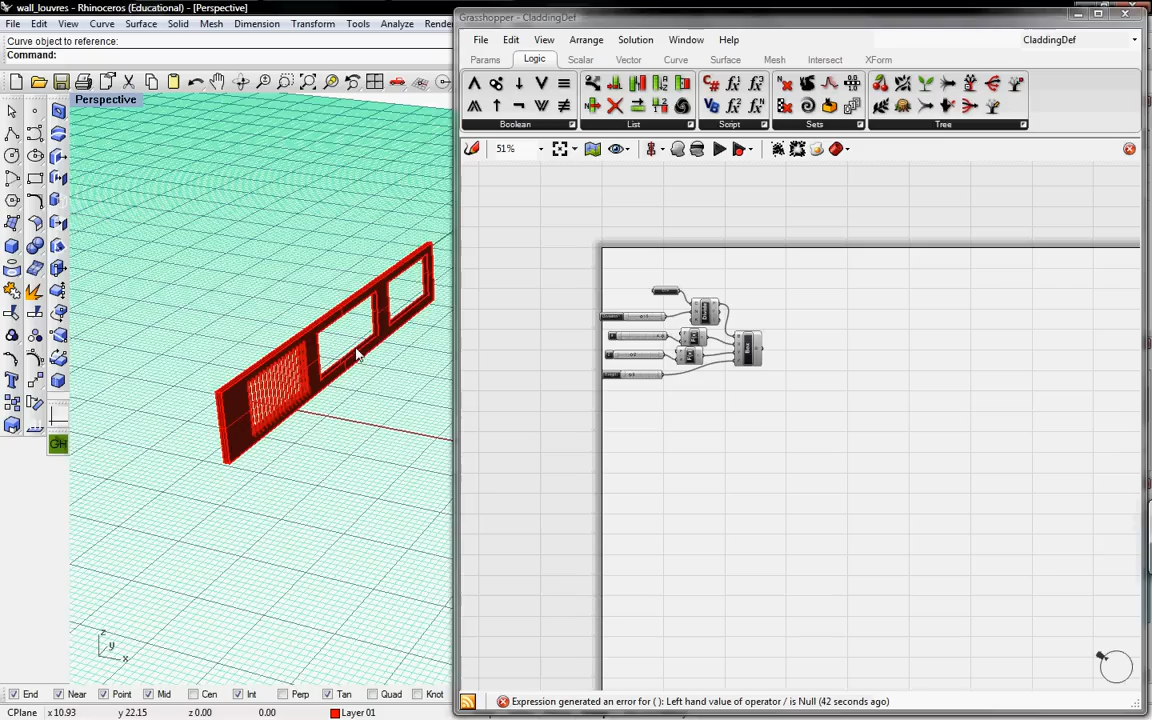 wall_louvres - Rhinoceros (Educational) - [Perspective]
File Edit View Curve Surface Solid Mesh Dimension Transform Tools Analyze Render
Curve object to reference:
Command:
Perspective
GH
z
y
x
End Near Point Mid Cen Int Perp Tan Quad Knot
CPlane x 10.93 y 22.15 z 0.00 0.00 Layer 01
Grasshopper - CladdingDef
File Edit View Arrange Solution Window Help CladdingDef
Params Logic Scalar Vector Curve Surface Mesh Intersect XForm
Boolean List Script Sets Tree
51%
Divide
F(x)
F(x)
Box
Expression generated an error for ( ): Left hand value of operator / is Null (42 seconds ago)